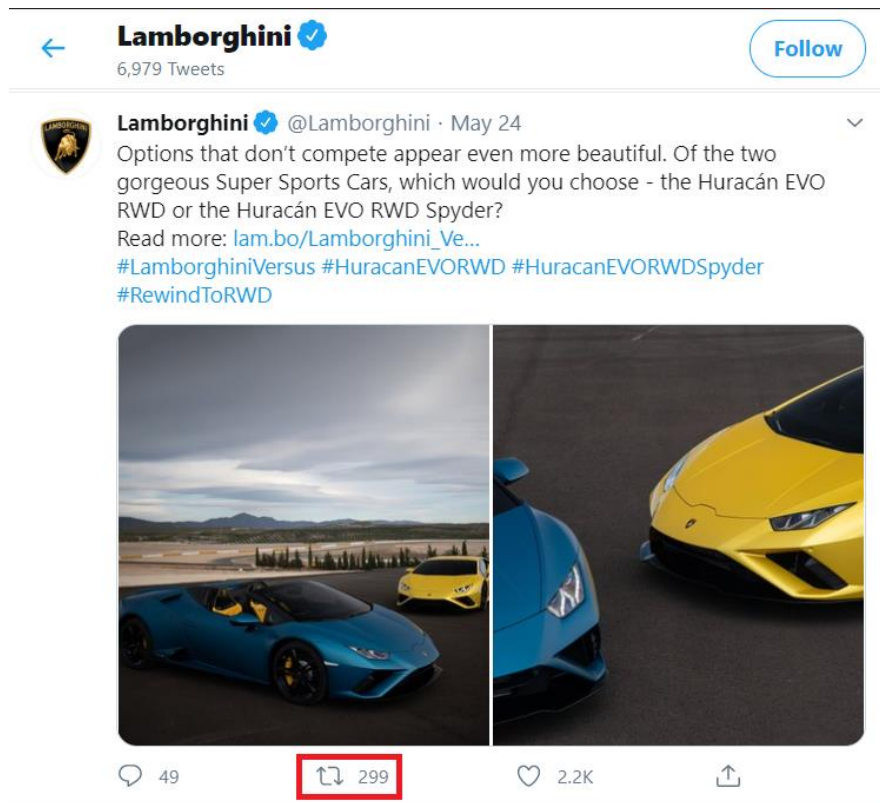 Lamborghini
Follow
6,979 Tweets
LAMBORGHINI
Lamborghini @Lamborghini · May 24
Options that don’t compete appear even more beautiful. Of the two
gorgeous Super Sports Cars, which would you choose - the Huracán EVO
RWD or the Huracán EVO RWD Spyder?
Read more: lam.bo/Lamborghini_Ve...
#LamborghiniVersus #HuracanEVORWD #HuracanEVORWDSpyder
#RewindToRWD
49
299
2.2K